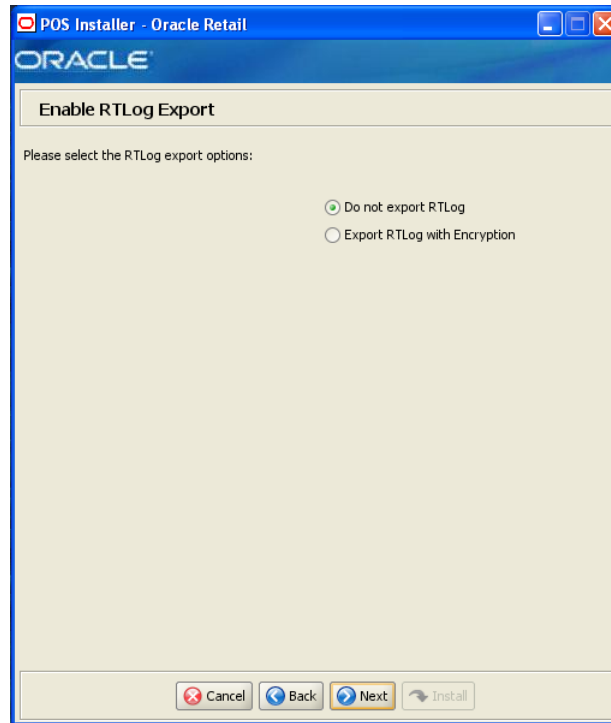 POS Installer - Oracle Retail
ORACLE
Enable RTLog Export
Please select the RTLog export options:
Do not export RTLog
Export RTLog with Encryption
Cancel Back Next Install